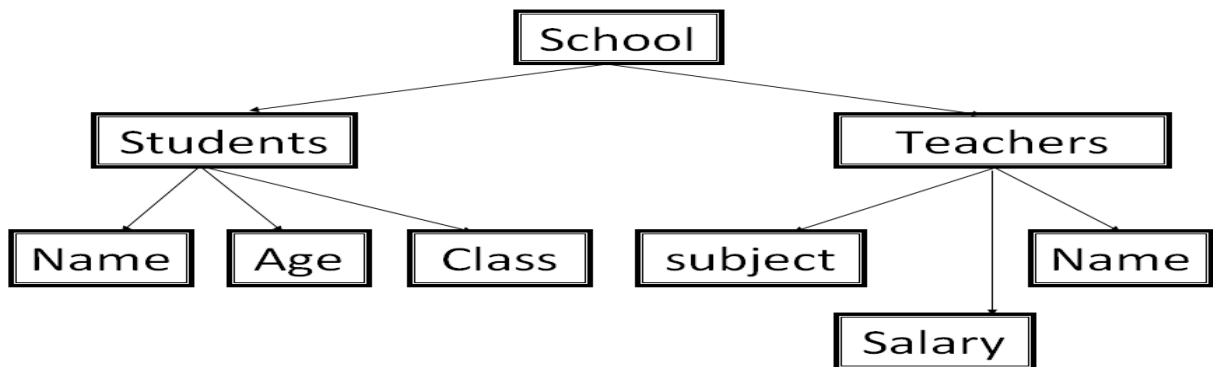 School
Students
Teachers
Name
Age
Class
subject
Name
Salary